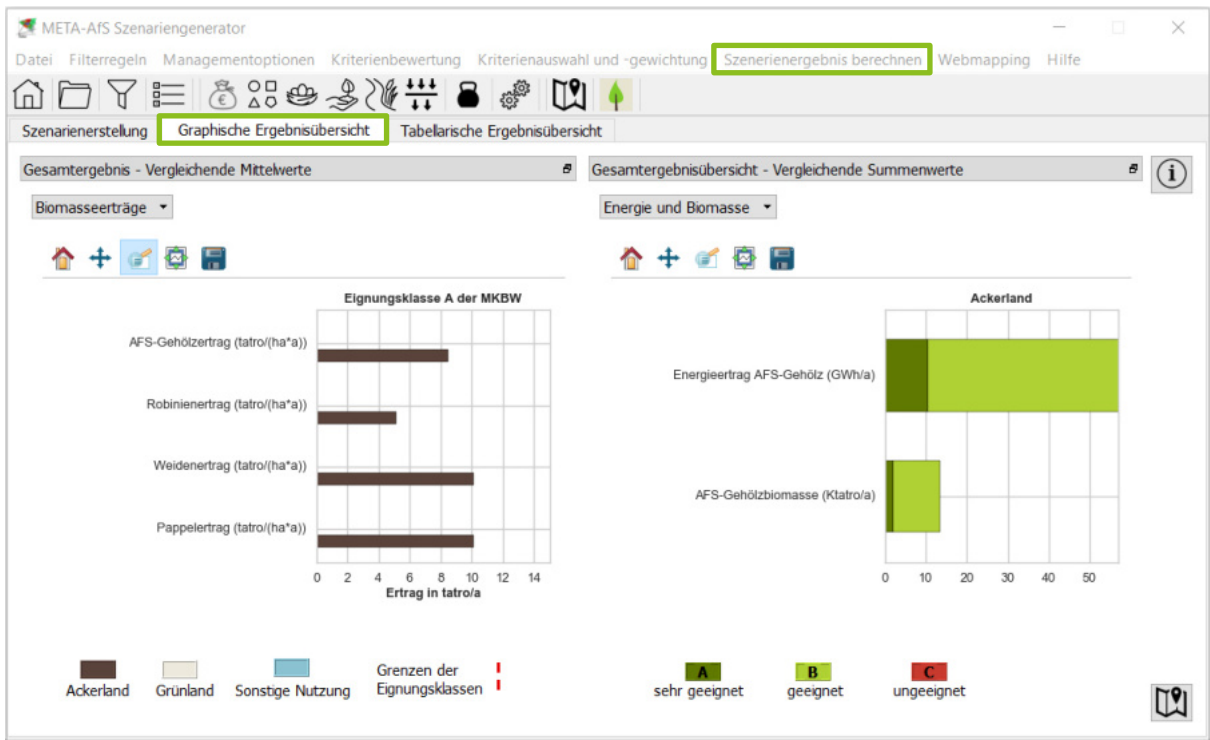 META-AfS Szenariengenerator
Datei Filterregeln Managementoptionen Kriterienbewertung Kriterienauswahl und -gewichtung Szenerienergebnis berechnen Webmapping Hilfe
Szenarienerstellung Graphische Ergebnisübersicht Tabellarische Ergebnisübersicht
Gesamtergebnis - Vergleichende Mittelwerte
Biomasseerträge
Eignungsklasse A der MKBW
AFS-Gehölzertrag (tatro/(ha*a))
Robinienertrag (tatro/(ha*a))
Weidenertrag (tatro/(ha*a))
Pappelertrag (tatro/(ha*a))
0 2 4 6 8 10 12 14
Ertrag in tatro/a
Ackerland Grünland Sonstige Nutzung
Grenzen der
Eignungsklassen
Gesamtergebnisübersicht - Vergleichende Summenwerte
i
Energie und Biomasse
Ackerland
Energieertrag AFS-Gehölz (GWh/a)
AFS-Gehölzbiomasse (Ktatro/a)
0 10 20 30 40 50
A B C
sehr geeignet geeignet ungeeignet